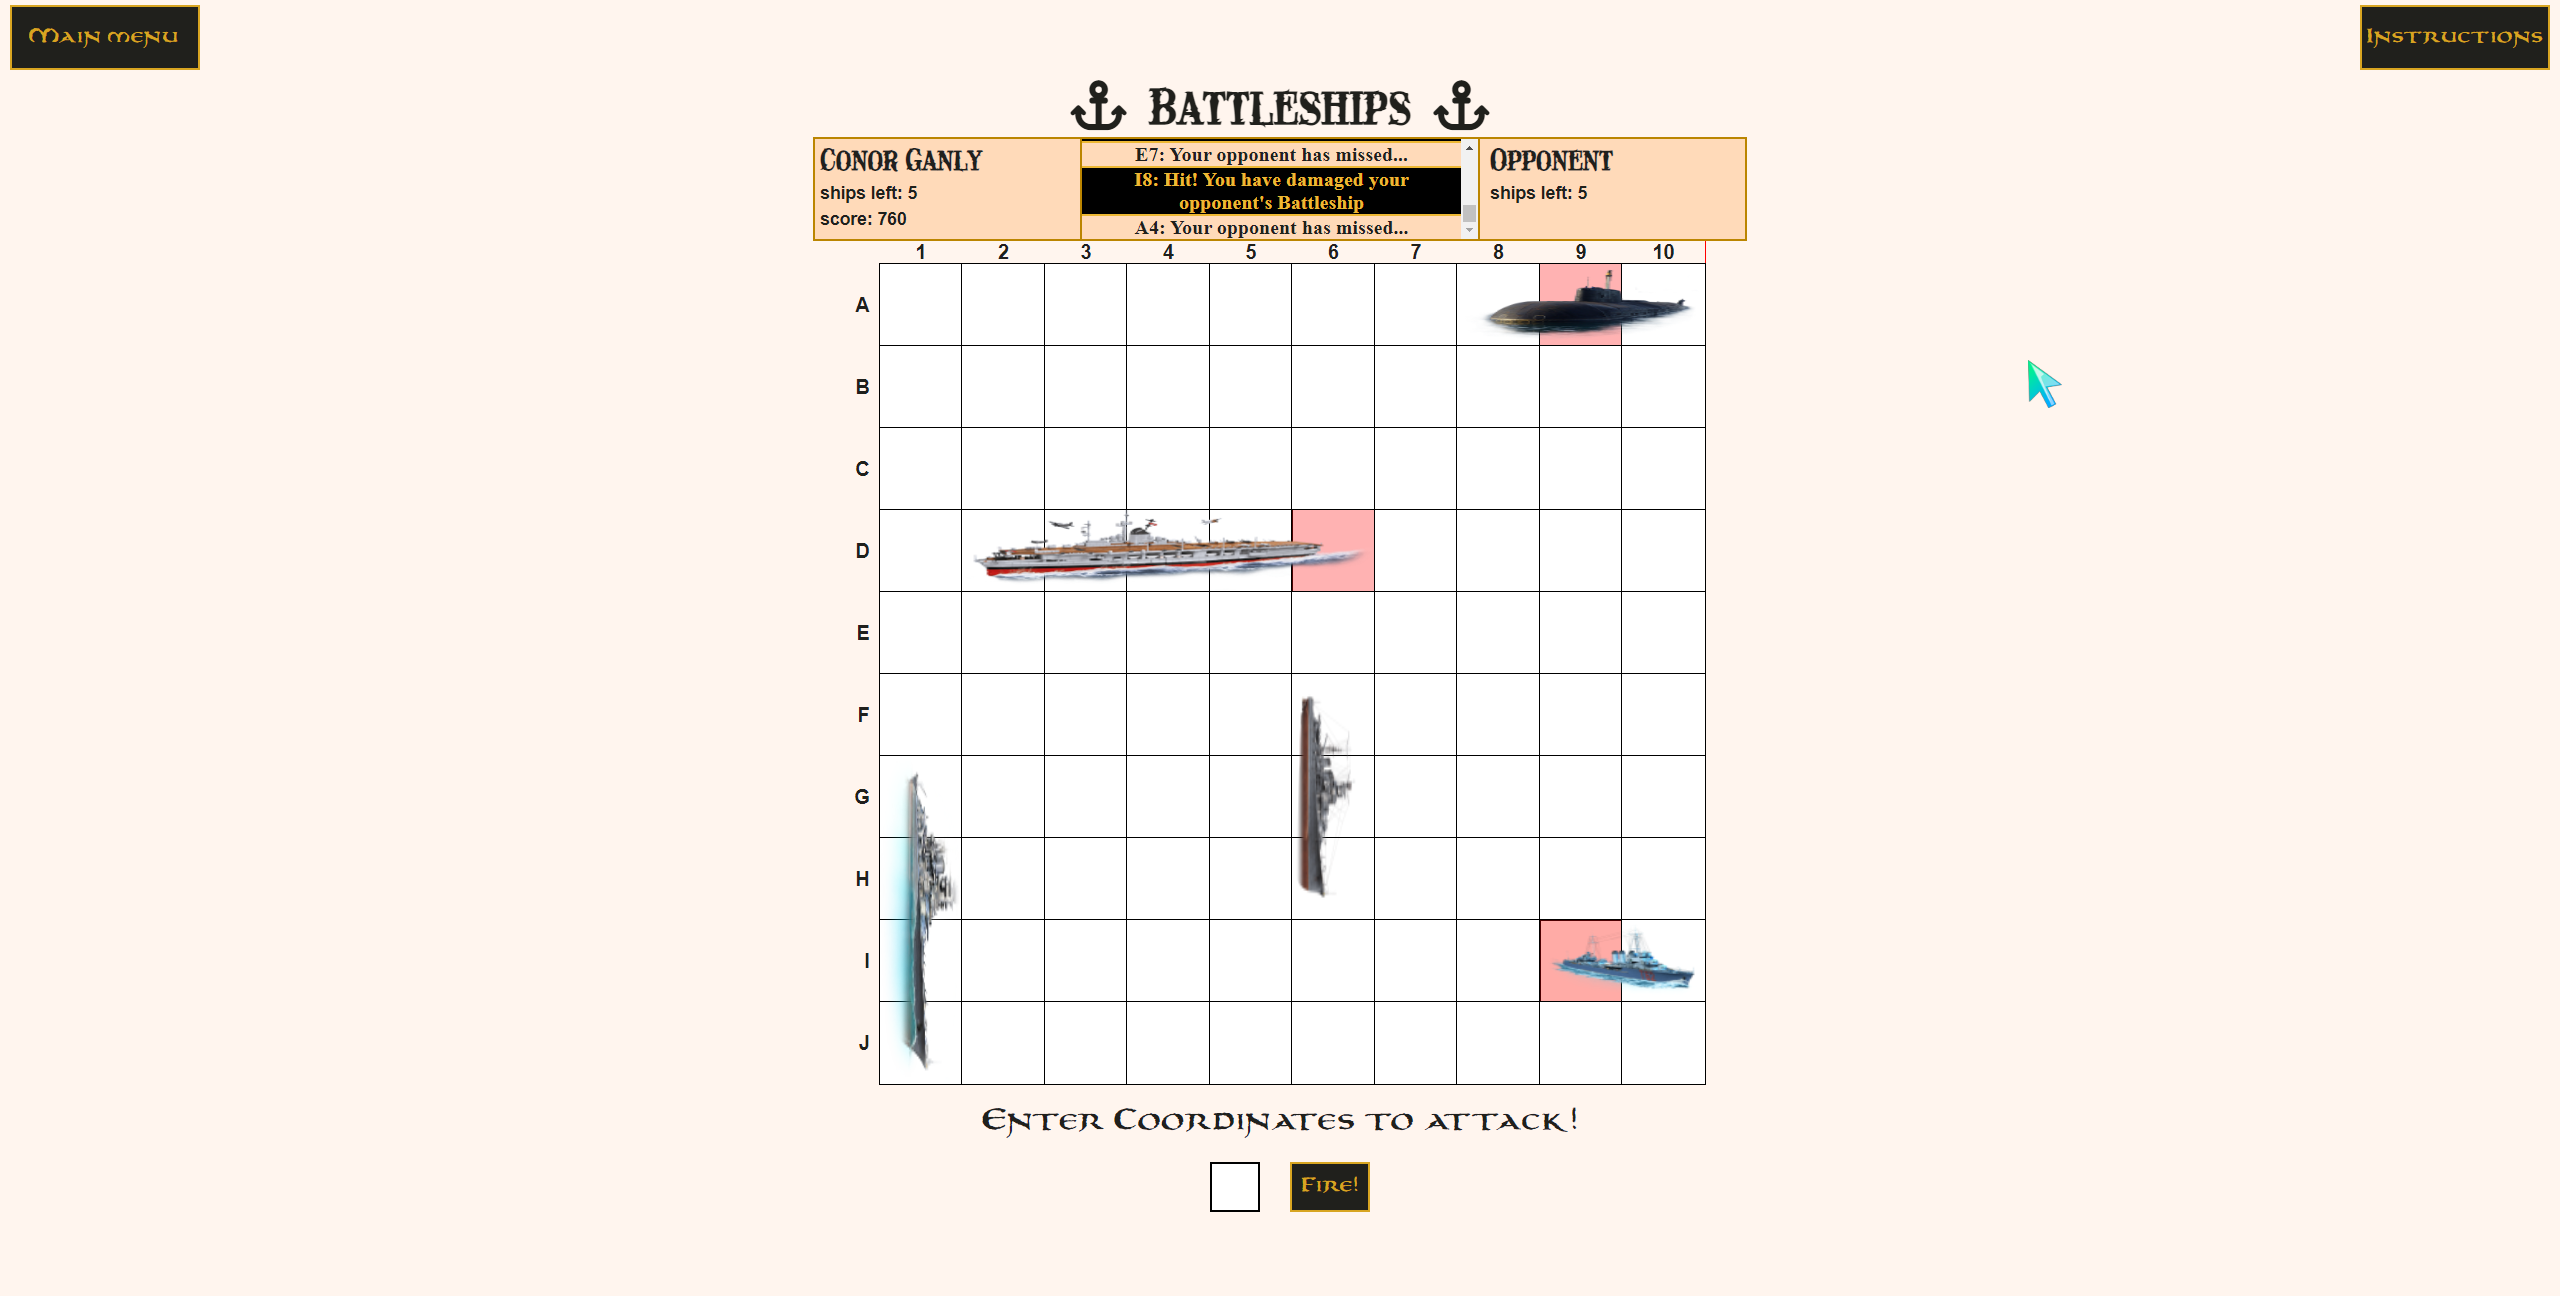 Main menu
Instructions
Battleships
Conor Ganly
ships left: 5
score: 760
E7: Your opponent has missed...
I8: Hit! You have damaged your
opponent's Battleship
A4: Your opponent has missed...
Opponent
ships left: 5
1 2 3 4 5 6 7 8 9 10
A
B
C
D
E
F
G
H
I
J
Enter Coordinates to attack!
Fire!